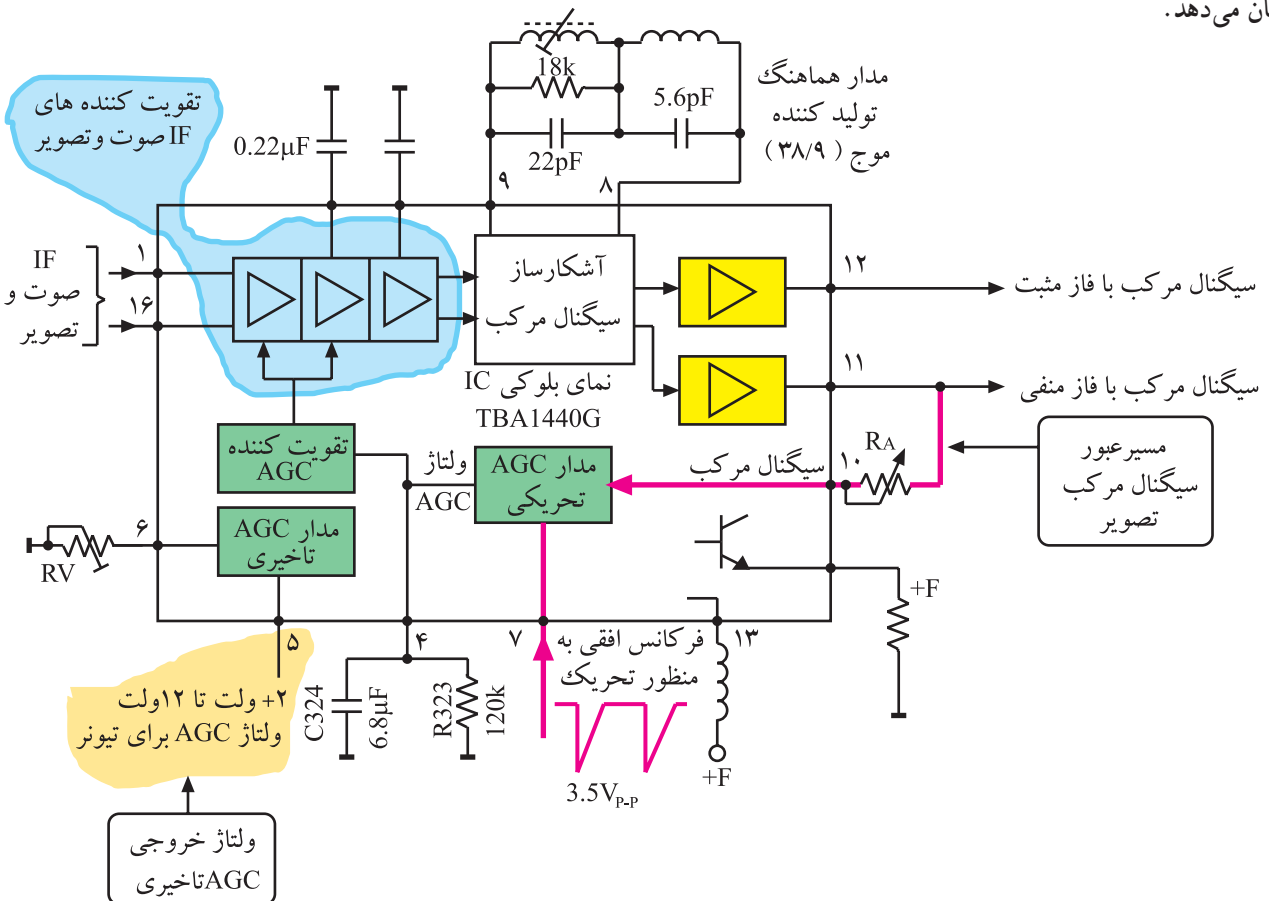 ان می‌دهد.
مدار هماهنگ
تولید کننده
موج (۳۸/۹)
18k
5.6pF
22pF
تقویت کننده های
IF صوت وتصویر
0.22µF
۹
۸
۱
IF
صوت و
تصویر
۱۶
آشکارساز
سیگنال مرکب
۱۲
سیگنال مرکب با فاز مثبت
۱۱
سیگنال مرکب با فاز منفی
نمای بلوکی IC
TBA1440G
تقویت کننده
AGC
ولتاژ
AGC
مدار AGC
تحریکی
سیگنال مرکب
۱۰
RA
مسیرعبور
سیگنال مرکب
تصویر
۶
RV
مدار AGC
تاخیری
+F
۵
۴
۷
۱۳
فرکانس افقی به
منظور تحریک
+۲ ولت تا ۱۲ولت
ولتاژ AGC برای تیونر
C324
6.8µF
R323
120k
3.5VP-P
+F
ولتاژ خروجی
AGCتاخیری